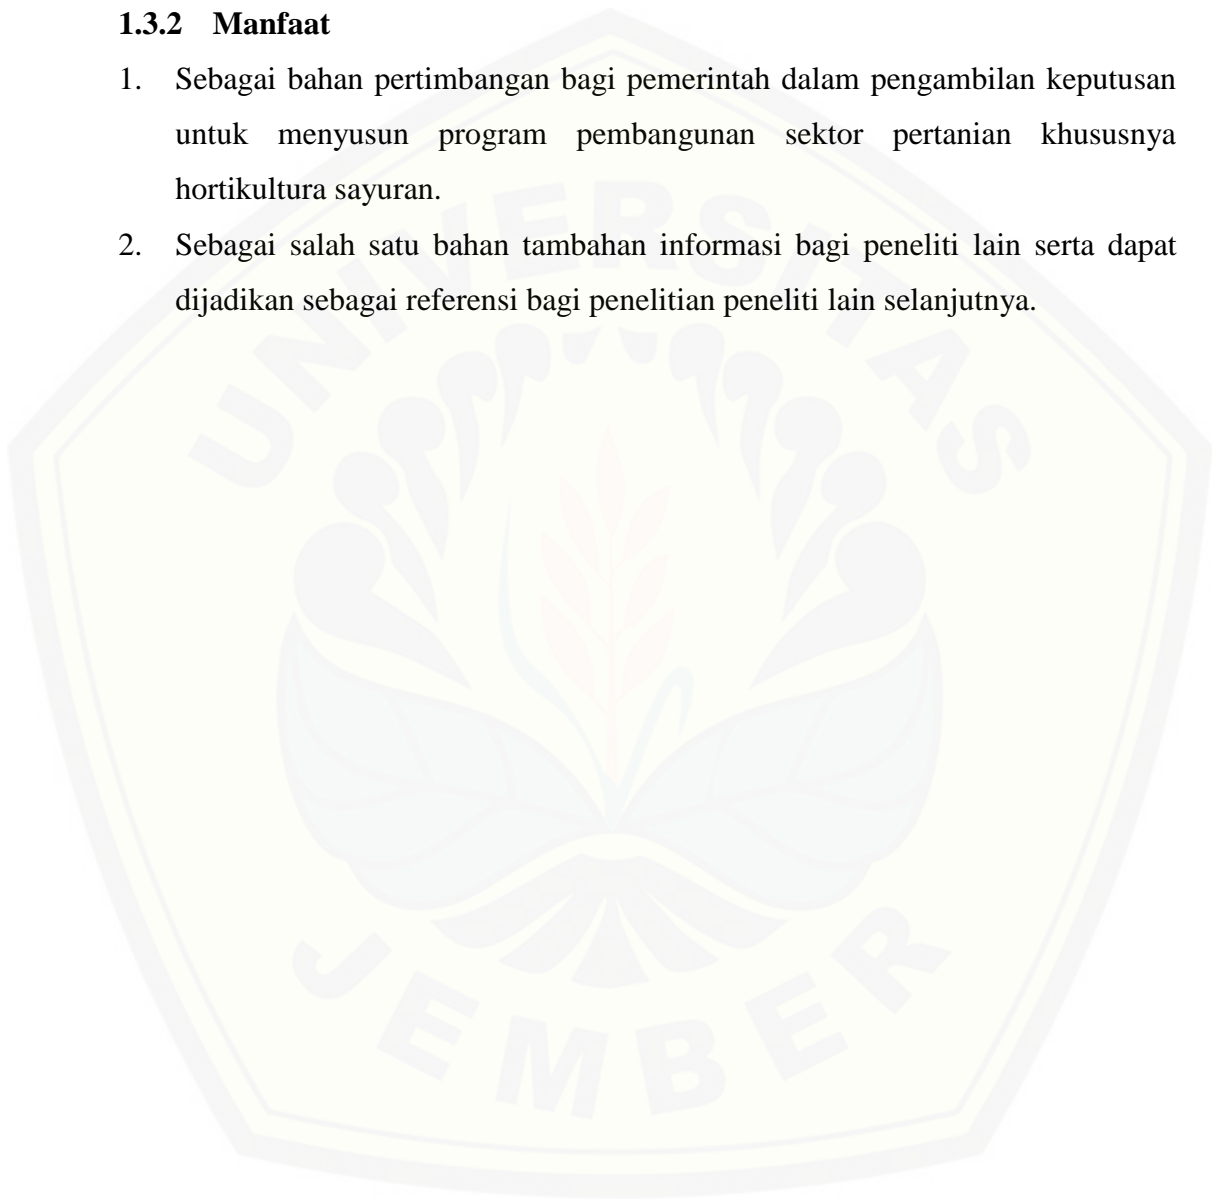 1.3.2 Manfaat
1. Sebagai bahan pertimbangan bagi pemerintah dalam pengambilan keputusan
untuk menyusun program pembangunan sektor pertanian khususnya
hortikultura sayuran.
2. Sebagai salah satu bahan tambahan informasi bagi peneliti lain serta dapat
dijadikan sebagai referensi bagi penelitian peneliti lain selanjutnya.
UNIVERSITAS
JEMBER